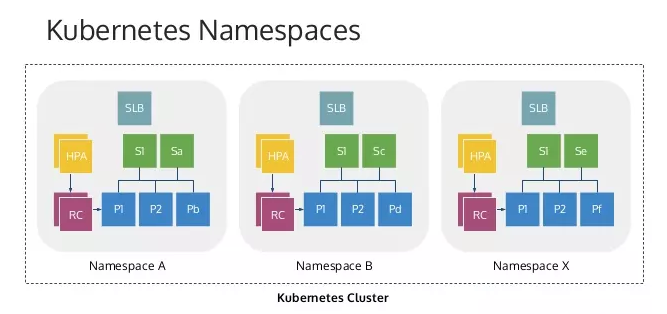 Kubernetes Namespaces
SLB
SLB
SLB
HPA
S1
Sa
HPA
S1
Sc
HPA
S1
Se
RC
P1
P2
Pb
RC
P1
P2
Pd
RC
P1
P2
Pf
Namespace A
Namespace B
Namespace X
Kubernetes Cluster